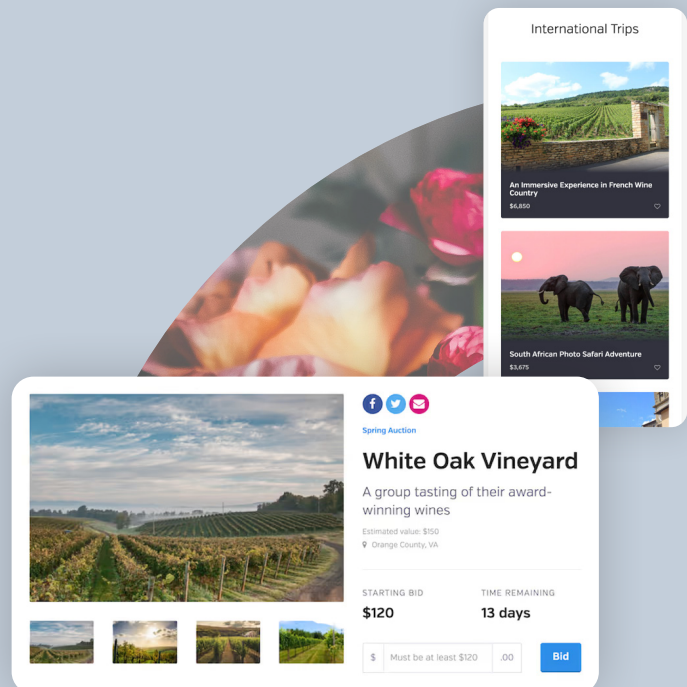 International Trips
An Immersive Experience in French Wine
Country
$6,850
South African Photo Safari Adventure
$3,675
Spring Auction
White Oak Vineyard
A group tasting of their award-
winning wines
Estimated value: $150
Orange County, VA
STARTING BID
TIME REMAINING
$120
13 days
$ Must be at least $120 .00
Bid